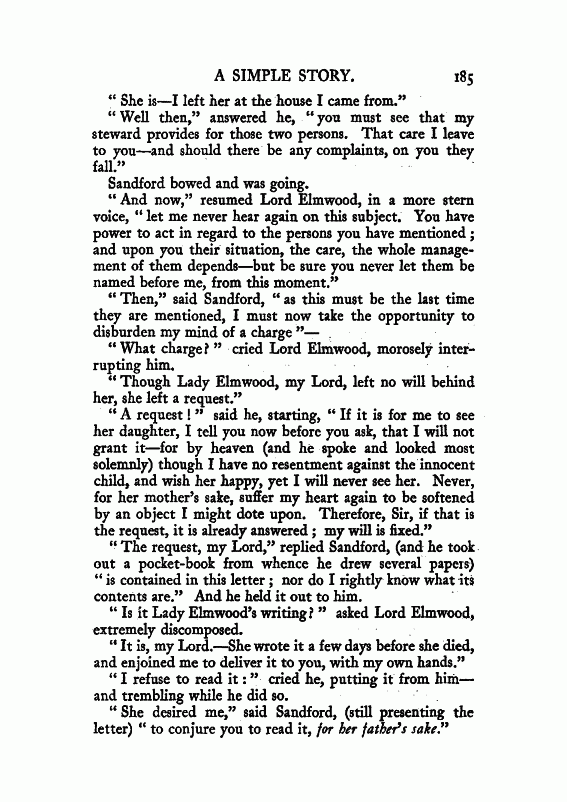 A SIMPLE STORY. 185
“ She is—I left her at the house I came from.”
“ Well then,” answered he, “ you must see that my
steward provides for those two persons. That care I leave
to you—and should there be any complaints, on you they
fall.”
Sandford bowed and was going.
“ And now,” resumed Lord Elmwood, in a more stern
voice, “ let me never hear again on this subject. You have
power to act in regard to the persons you have mentioned ;
and upon you their situation, the care, the whole manage-
ment of them depends—but be sure you never let them be
named before me, from this moment.”
“ Then,” said Sandford, “ as this must be the last time
they are mentioned, I must now take the opportunity to
disburden my mind of a charge ”—
“ What charge? ” cried Lord Elmwood, morosely inter-
rupting him.
“ Though Lady Elmwood, my Lord, left no will behind
her, she left a request.”
“ A request ! ” said he, starting, “ If it is for me to see
her daughter, I tell you now before you ask, that I will not
grant it—for by heaven (and he spoke and looked most
solemnly) though I have no resentment against the innocent
child, and wish her happy, yet I will never see her. Never,
for her mother’s sake, suffer my heart again to be softened
by an object I might dote upon. Therefore, Sir, if that is
the request, it is already answered ; my will is fixed.”
“ The request, my Lord,” replied Sandford, (and he took
out a pocket-book from whence he drew several papers)
“ is contained in this letter ; nor do I rightly know what its
contents are.” And he held it out to him.
“ Is it Lady Elmwood’s writing? ” asked Lord Elmwood,
extremely discomposed.
“ It is, my Lord.—She wrote it a few days before she died,
and enjoined me to deliver it to you, with my own hands.”
“ I refuse to read it : ” cried he, putting it from him—
and trembling while he did so.
“ She desired me,” said Sandford, (still presenting the
letter) “ to conjure you to read it, for her father’s sake.”